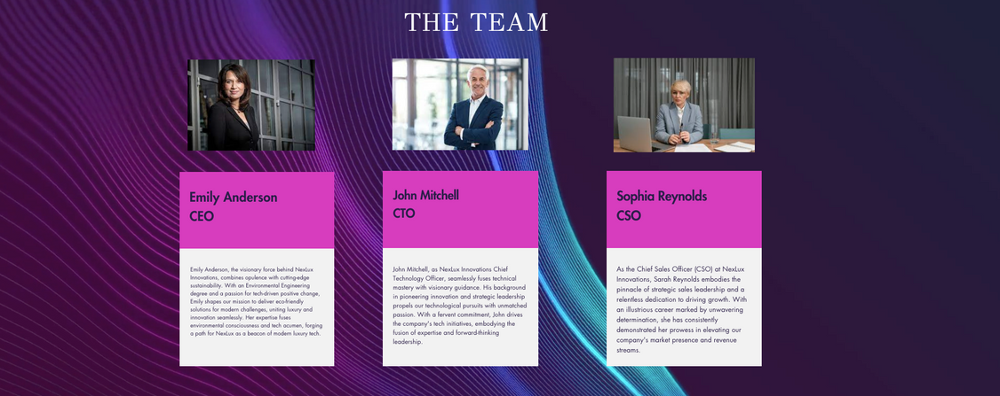 THE TEAM
Emily Anderson
CEO
Emily Anderson, the visionary force behind NexLux
Innovations, combines opulence with cutting-edge
sustainability. With an Environmental Engineering
degree and a passion for tech-driven positive change,
Emily shapes our mission to deliver eco-friendly
solutions for modern challenges, uniting luxury and
innovation seamlessly. Her expertise fuses
environmental consciousness and tech acumen, forging
a path for NexLux as a beacon of modern luxury tech.
John Mitchell
CTO
John Mitchell, as NexLux Innovations Chief
Technology Officer, seamlessly fuses technical
mastery with visionary guidance. His background
in pioneering innovation and strategic leadership
propels our technological pursuits with unmatched
passion. With a fervent commitment, John drives
the company's tech initiatives, embodying the
fusion of expertise and forward-thinking
leadership.
Sophia Reynolds
CSO
As the Chief Sales Officer (CSO) at NexLux
Innovations, Sarah Reynolds embodies the
pinnacle of strategic sales leadership and a
relentless dedication to driving growth. With
an illustrious career marked by unwavering
determination, she has consistently
demonstrated her prowess in elevating our
company's market presence and revenue
streams.